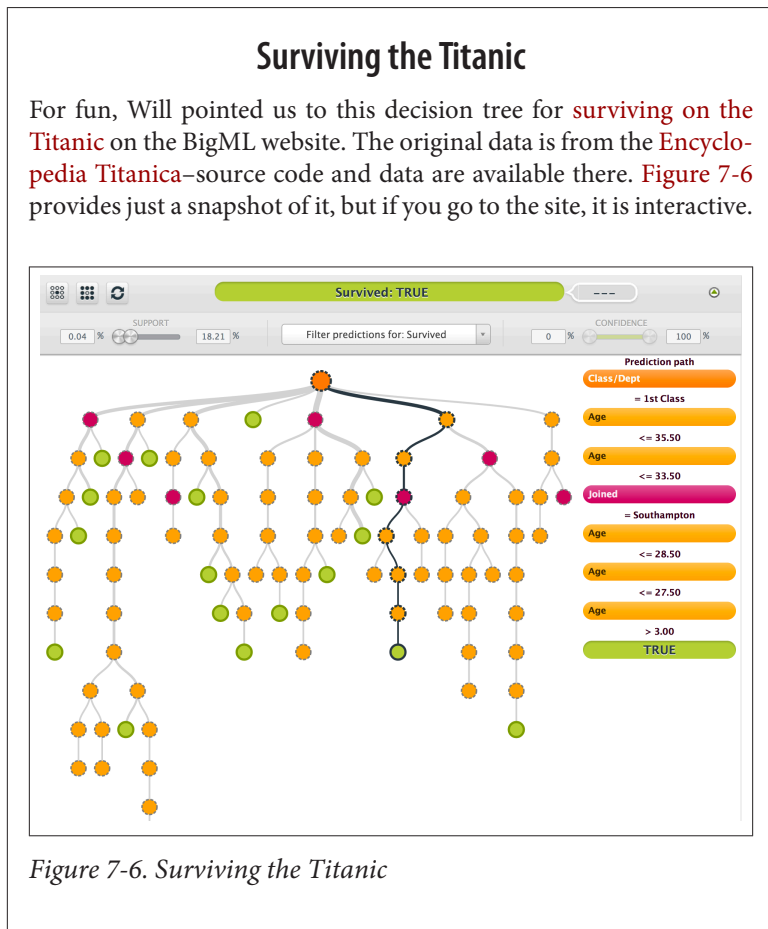 Surviving the Titanic
For fun, Will pointed us to this decision tree for surviving on the
Titanic on the BigML website. The original data is from the Encyclo-
pedia Titanica–source code and data are available there. Figure 7-6
provides just a snapshot of it, but if you go to the site, it is interactive.
Survived: TRUE
---
SUPPORT
0.04 %
18.21 %
Filter predictions for: Survived
CONFIDENCE
0 %
100 %
Prediction path
Class/Dept
= 1st Class
Age
<= 35.50
Age
<= 33.50
Joined
= Southampton
Age
<= 28.50
Age
<= 27.50
Age
> 3.00
TRUE
Figure 7-6. Surviving the Titanic